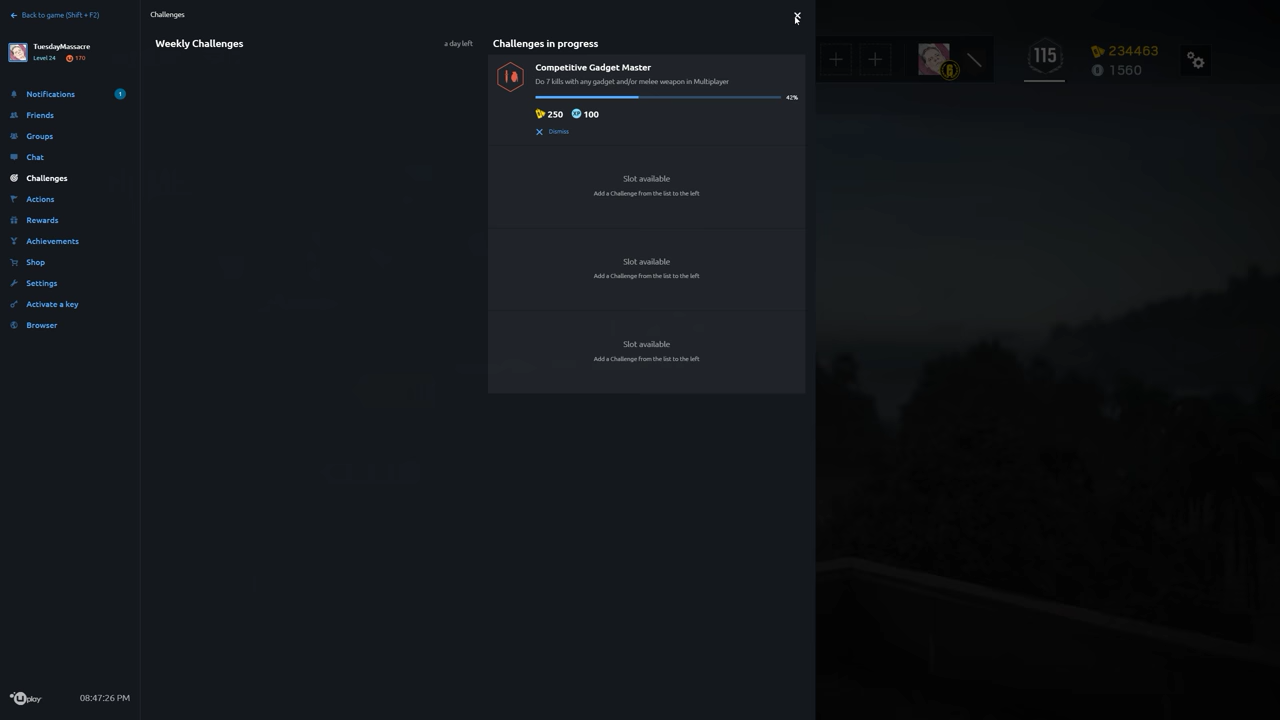 Back to game (Shift + F2)
TuesdayMassacre
Level 24 170
Notifications 1
Friends
Groups
Chat
Challenges
Actions
Rewards
Achievements
Shop
Settings
Activate a key
Browser
uplay 08:47:26 PM
Challenges
Weekly Challenges a day left
Challenges in progress
Competitive Gadget Master
Do 7 kills with any gadget and/or melee weapon in Multiplayer
42%
250 XP 100
Dismiss
Slot available
Add a Challenge from the list to the left
Slot available
Add a Challenge from the list to the left
Slot available
Add a Challenge from the list to the left
115
234463
1560